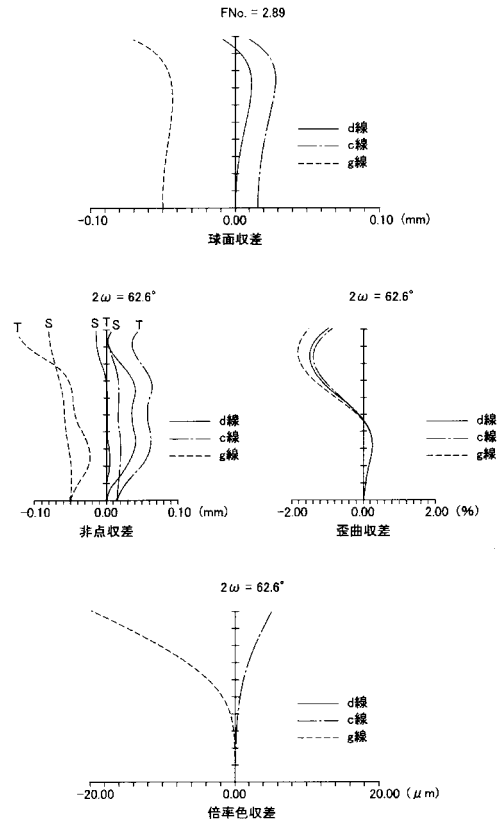 FNo. = 2.89
d線
c線
g線
-0.10 0.00 0.10 (mm)
球面収差
2ω = 62.6°
T S S T S T
d線
c線
g線
-0.10 0.00 0.10 (mm)
非点収差
2ω = 62.6°
d線
c線
g線
-2.00 0.00 2.00 (%)
歪曲収差
2ω = 62.6°
d線
c線
g線
-20.00 0.00 20.00 (μm)
倍率色収差